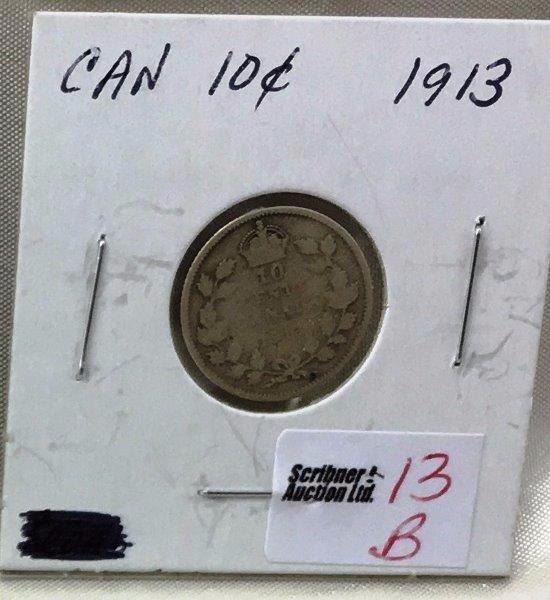 CAN 10¢ 1913
10
Scribner
Auction Ltd.
13
B